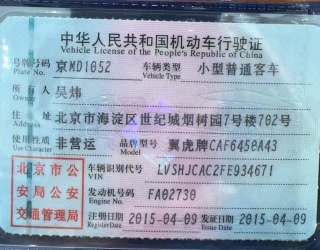 中华人民共和国机动车行驶证
Vehicle License of the People's Republic of China
号牌号码 京MD1052 车辆类型 小型普通客车
Plate No. Vehicle Type
所有人 吴炜
Owner
住址 北京市海淀区世纪城烟树园7号楼702号
Address
使用性质 非营运 品牌型号 翼虎牌CAF6450A43
Use Character Model
北京市公安局公安交通管理局
车辆识别代号 LVSHJCAC2FE934671
VIN
发动机号码 FA02730
Engine No.
注册日期 2015-04-09 发证日期 2015-04-09
Register Date Issue Date